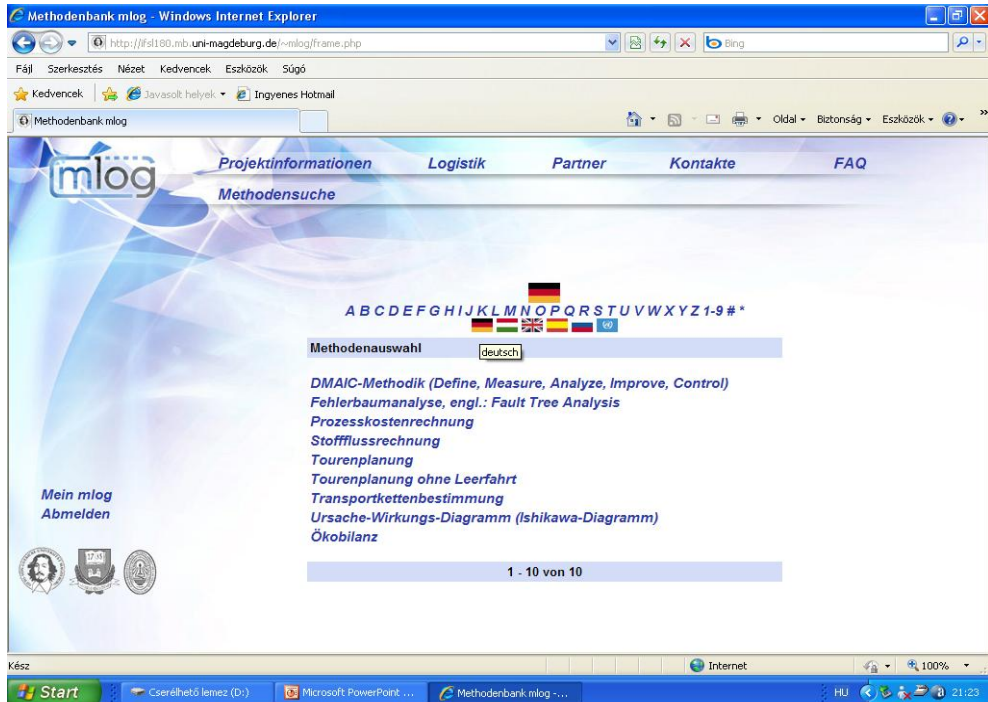 Methodenbank mlog - Windows Internet Explorer
http://ifsl180.mb.uni-magdeburg.de/~mlog/frame.php
Bing
Fájl Szerkesztés Nézet Kedvencek Eszközök Súgó
Kedvencek Javasolt helyek Ingyenes Hotmail
Methodenbank mlog
Oldal Biztonság Eszközök
mlog
Projektinformationen Logistik Partner Kontakte FAQ
Methodensuche
A B C D E F G H I J K L M N O P Q R S T U V W X Y Z 1-9 # *
Methodenauswahl
deutsch
DMAIC-Methodik (Define, Measure, Analyze, Improve, Control)
Fehlerbaumanalyse, engl.: Fault Tree Analysis
Prozesskostenrechnung
Stoffflussrechnung
Tourenplanung
Tourenplanung ohne Leerfahrt
Transportkettenbestimmung
Ursache-Wirkungs-Diagramm (Ishikawa-Diagramm)
Ökobilanz
Mein mlog
Abmelden
1 - 10 von 10
Kész
Internet
100%
Start
Cserélhető lemez (D:)
Microsoft PowerPoint ...
Methodenbank mlog -...
HU
21:23